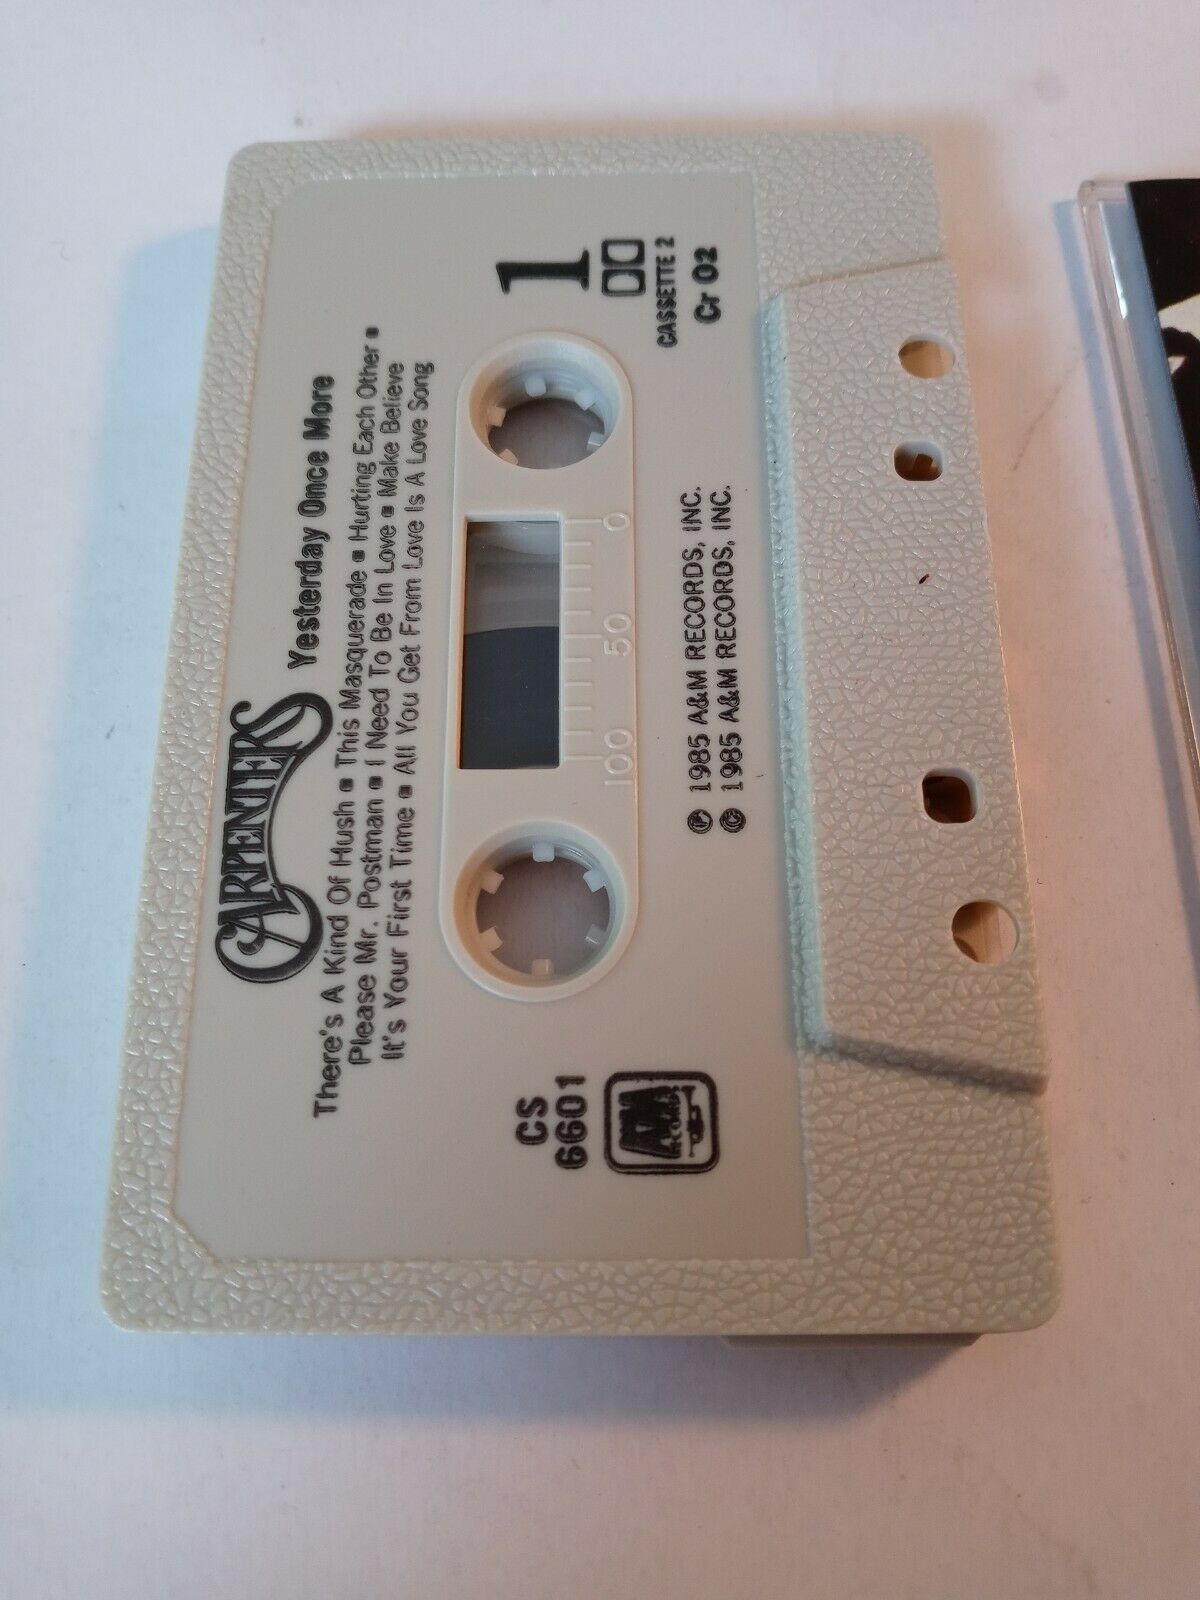 CARPENTERS Yesterday Once More
There's A Kind Of Hush ▪ This Masquerade ▪ Hurting Each Other ▪
Please Mr. Postman ▪ I Need To Be In Love ▪ Make Believe
It's Your First Time ▪ All You Get From Love Is A Love Song
CS
6601
A&M
RECORDS
100 50 0
1
CASSETTE 2
Cr O2
℗ 1985 A&M RECORDS, INC.
© 1985 A&M RECORDS, INC.